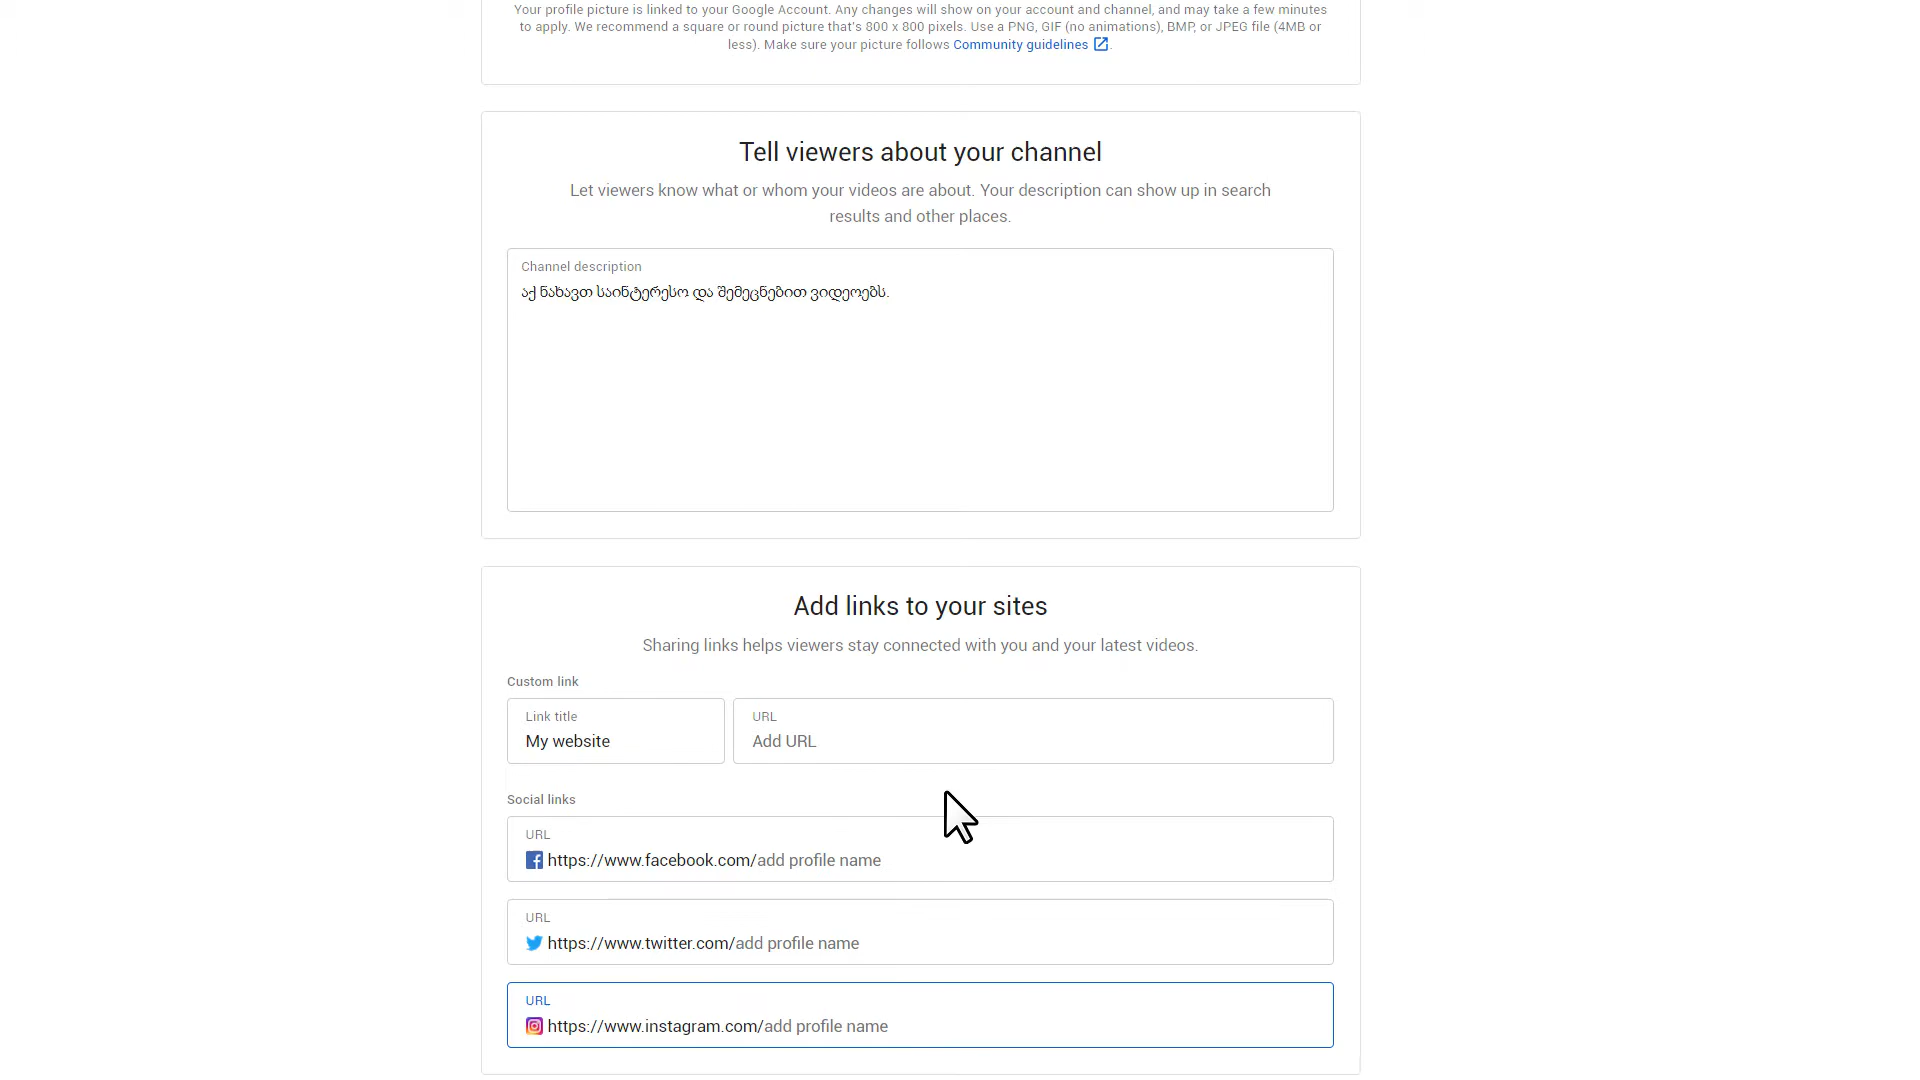 Your profile picture is linked to your Google Account. Any changes will show on your account and channel, and may take a few minutes
to apply. We recommend a square or round picture that's 800 x 800 pixels. Use a PNG, GIF (no animations), BMP, or JPEG file (4MB or
less). Make sure your picture follows Community guidelines.
Tell viewers about your channel
Let viewers know what or whom your videos are about. Your description can show up in search
results and other places.
Channel description
აქ ნახავთ საინტერესო და შემეცნებით ვიდეოებს.
Add links to your sites
Sharing links helps viewers stay connected with you and your latest videos.
Custom link
Link title
My website
URL
Add URL
Social links
URL
https://www.facebook.com/add profile name
URL
https://www.twitter.com/add profile name
URL
https://www.instagram.com/add profile name